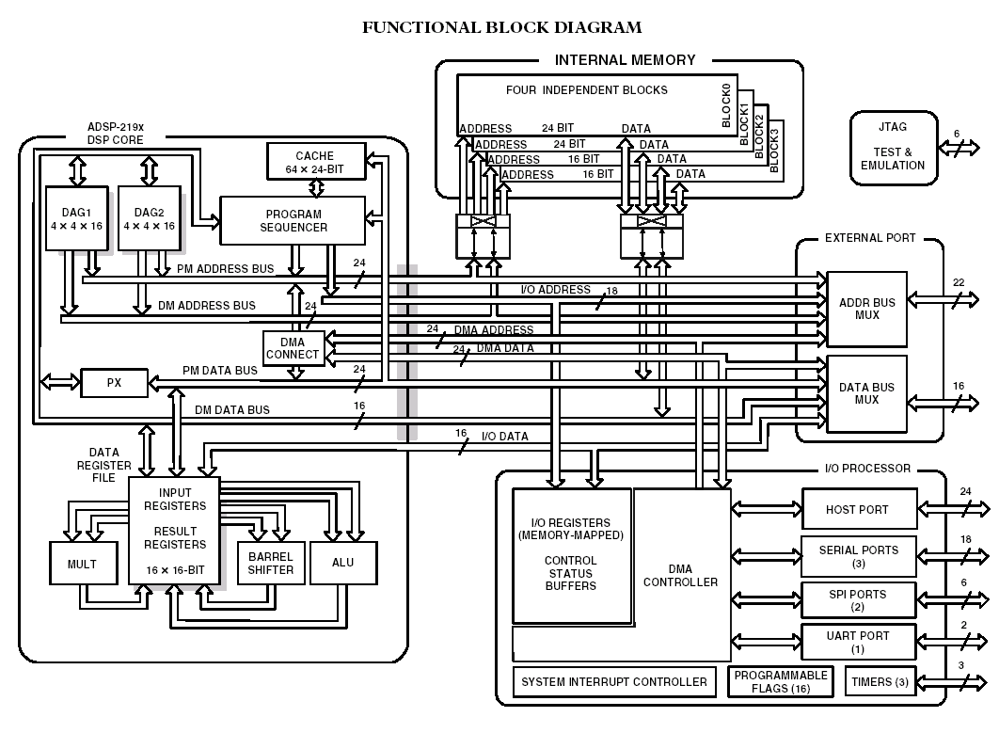 FUNCTIONAL BLOCK DIAGRAM
INTERNAL MEMORY
FOUR INDEPENDENT BLOCKS
BLOCK0
BLOCK1
BLOCK2
BLOCK3
ADDRESS 24 BIT DATA
ADDRESS 24 BIT DATA
ADDRESS 16 BIT DATA
ADDRESS 16 BIT DATA
JTAG
TEST &
EMULATION
6
ADSP-219x
DSP CORE
CACHE
64 × 24-BIT
DAG1
4 × 4 × 16
DAG2
4 × 4 × 16
PROGRAM
SEQUENCER
PM ADDRESS BUS 24
I/O ADDRESS 18
DM ADDRESS BUS 24
24 DMA ADDRESS
24 DMA DATA
DMA
CONNECT
PX
PM DATA BUS 24
DM DATA BUS 16
16 I/O DATA
EXTERNAL PORT
ADDR BUS
MUX
22
DATA BUS
MUX
16
DATA
REGISTER
FILE
INPUT
REGISTERS
RESULT
REGISTERS
16 × 16-BIT
MULT
BARREL
SHIFTER
ALU
I/O PROCESSOR
I/O REGISTERS
(MEMORY-MAPPED)
CONTROL
STATUS
BUFFERS
DMA
CONTROLLER
HOST PORT
24
SERIAL PORTS
(3)
18
SPI PORTS
(2)
6
UART PORT
(1)
2
SYSTEM INTERRUPT CONTROLLER
PROGRAMMABLE
FLAGS (16)
TIMERS (3)
3